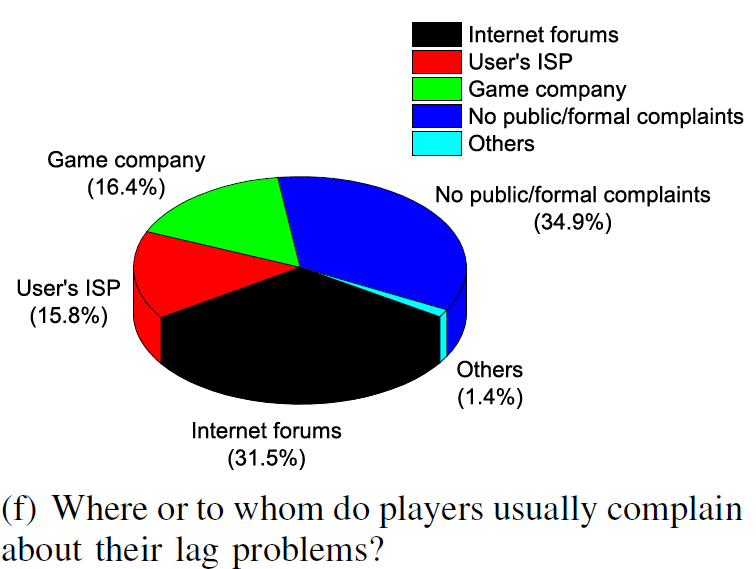 Internet forums
User's ISP
Game company
No public/formal complaints
Others
Game company
(16.4%)
No public/formal complaints
(34.9%)
User's ISP
(15.8%)
Others
(1.4%)
Internet forums
(31.5%)
(f) Where or to whom do players usually complain
about their lag problems?